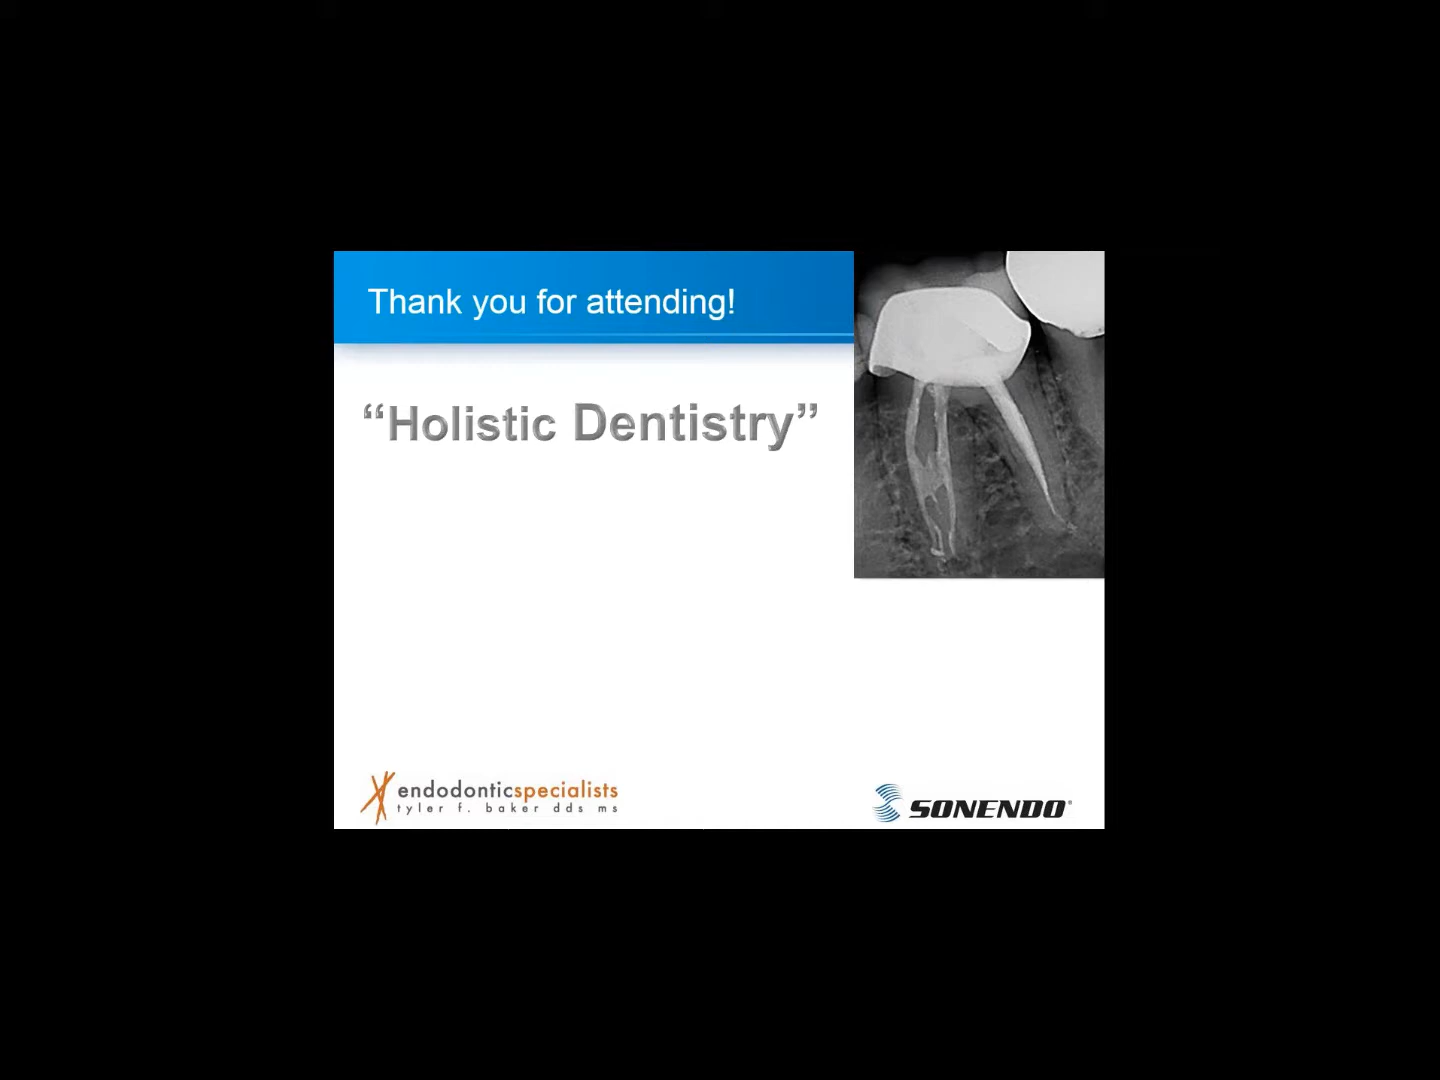 Thank you for attending!
“Holistic Dentistry”
endodonticspecialists
tyler f. baker dds ms
SONENDO®